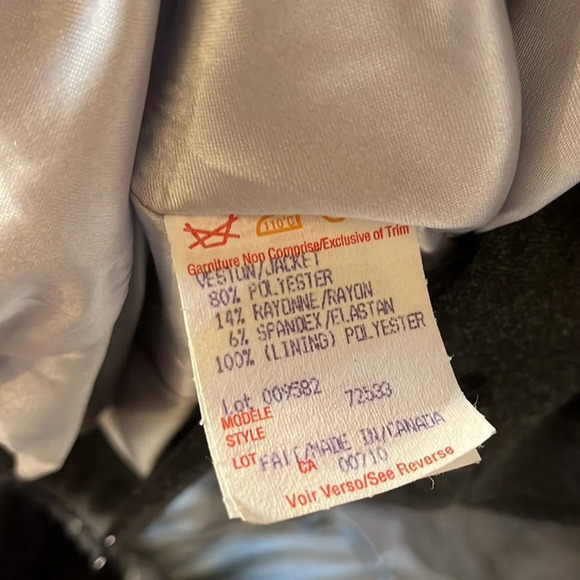 110°C
Garniture Non Comprise/Exclusive of Trim
VESTON/JACKET
80% POLYESTER
14% RAYONNE/RAYON
6% SPANDEX/ELASTAN
100% (LINING) POLYESTER
Lot 009582 72533
MODÈLE
STYLE
FAIT/MADE IN/CANADA
LOT CA 00710
Voir Verso/See Reverse